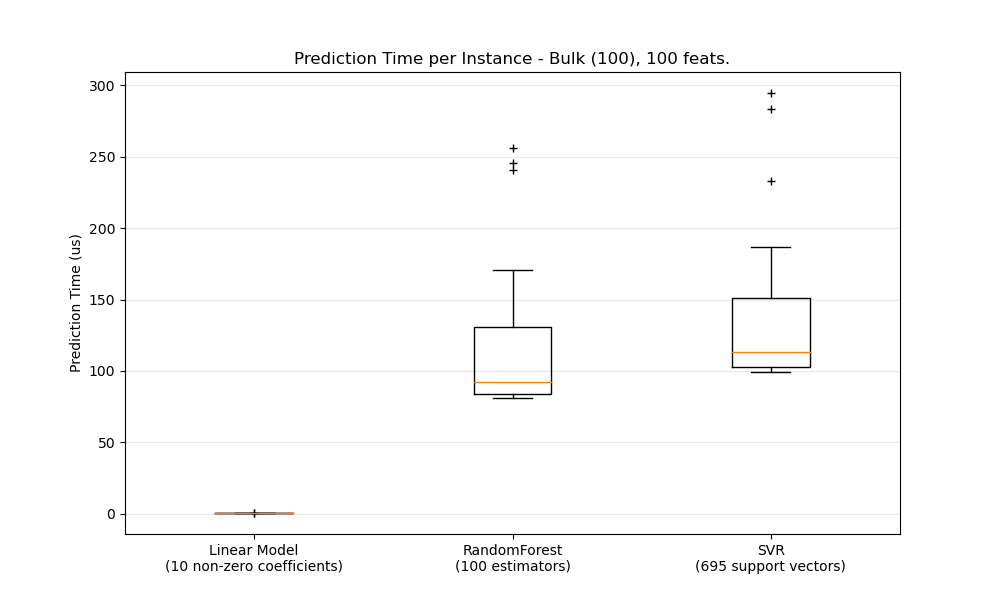 Prediction Time per Instance - Bulk (100), 100 feats.
Prediction Time (us)
300
250
200
150
100
50
0
Linear Model
(10 non-zero coefficients)
RandomForest
(100 estimators)
SVR
(695 support vectors)